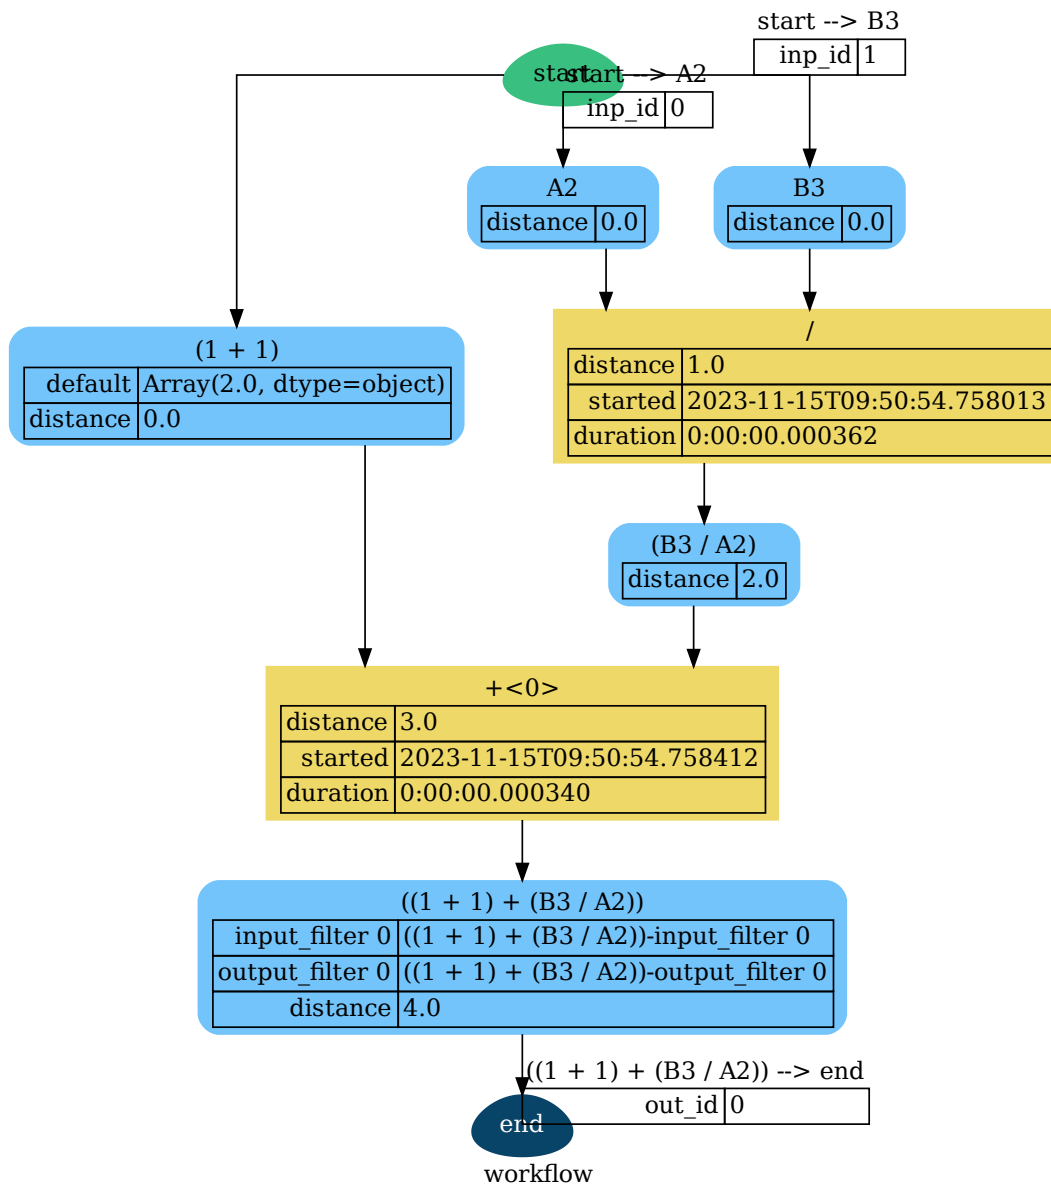 start --> B3
inp_id 1
start
start --> A2
inp_id 0
A2
distance 0.0
B3
distance 0.0
(1 + 1)
default Array(2.0, dtype=object)
distance 0.0
/
distance 1.0
started 2023-11-15T09:50:54.758013
duration 0:00:00.000362
(B3 / A2)
distance 2.0
+<0>
distance 3.0
started 2023-11-15T09:50:54.758412
duration 0:00:00.000340
((1 + 1) + (B3 / A2))
input_filter 0 ((1 + 1) + (B3 / A2))-input_filter 0
output_filter 0 ((1 + 1) + (B3 / A2))-output_filter 0
distance 4.0
((1 + 1) + (B3 / A2)) --> end
out_id 0
end
workflow